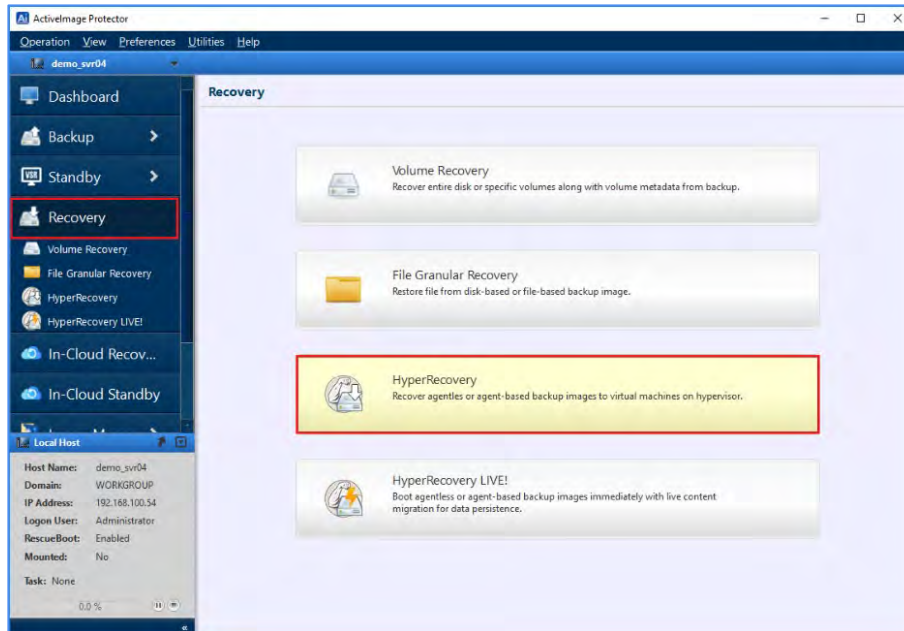 ActiveImage Protector
Operation View Preferences Utilities Help
demo_svr04
Dashboard
Backup
Standby
Recovery
Volume Recovery
File Granular Recovery
HyperRecovery
HyperRecovery LIVE!
In-Cloud Recov...
In-Cloud Standby
Local Host
Host Name: demo_svr04
Domain: WORKGROUP
IP Address: 192.168.100.54
Logon User: Administrator
RescueBoot: Enabled
Mounted: No
Task: None
0.0 %
Recovery
Volume Recovery
Recover entire disk or specific volumes along with volume metadata from backup.
File Granular Recovery
Restore file from disk-based or file-based backup image.
HyperRecovery
Recover agentles or agent-based backup images to virtual machines on hypervisor.
HyperRecovery LIVE!
Boot agentless or agent-based backup images immediately with live content
migration for data persistence.